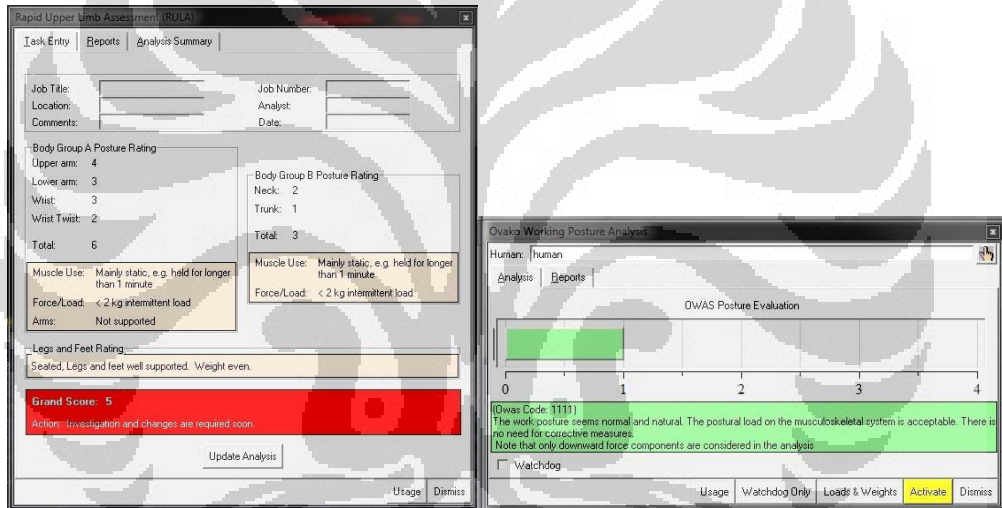 Rapid Upper Limb Assessment (RULA)
Task Entry Reports Analysis Summary
Job Title: Job Number:
Location: Analyst:
Comments: Date:
Body Group A Posture Rating
Upper arm: 4
Lower arm: 3
Wrist: 3
Wrist Twist: 2
Total: 6
Muscle Use: Mainly static, e.g. held for longer
than 1 minute
Force/Load: < 2 kg intermittent load
Arms: Not supported
Body Group B Posture Rating
Neck: 2
Trunk: 1
Total: 3
Muscle Use: Mainly static, e.g. held for longer
than 1 minute
Force/Load: < 2 kg intermittent load
Legs and Feet Rating
Seated, Legs and feet well supported. Weight even.
Grand Score: 5
Action: Investigation and changes are required soon.
Update Analysis
Usage Dismiss
Ovako Working Posture Analysis
Human: human
Analysis Reports
OWAS Posture Evaluation
0 1 2 3 4
(Owas Code: 1111)
The work posture seems normal and natural. The postural load on the musculoskeletal system is acceptable. There is
no need for corrective measures.
Note that only downward force components are considered in the analysis
Watchdog
Usage Watchdog Only Loads & Weights Activate Dismiss